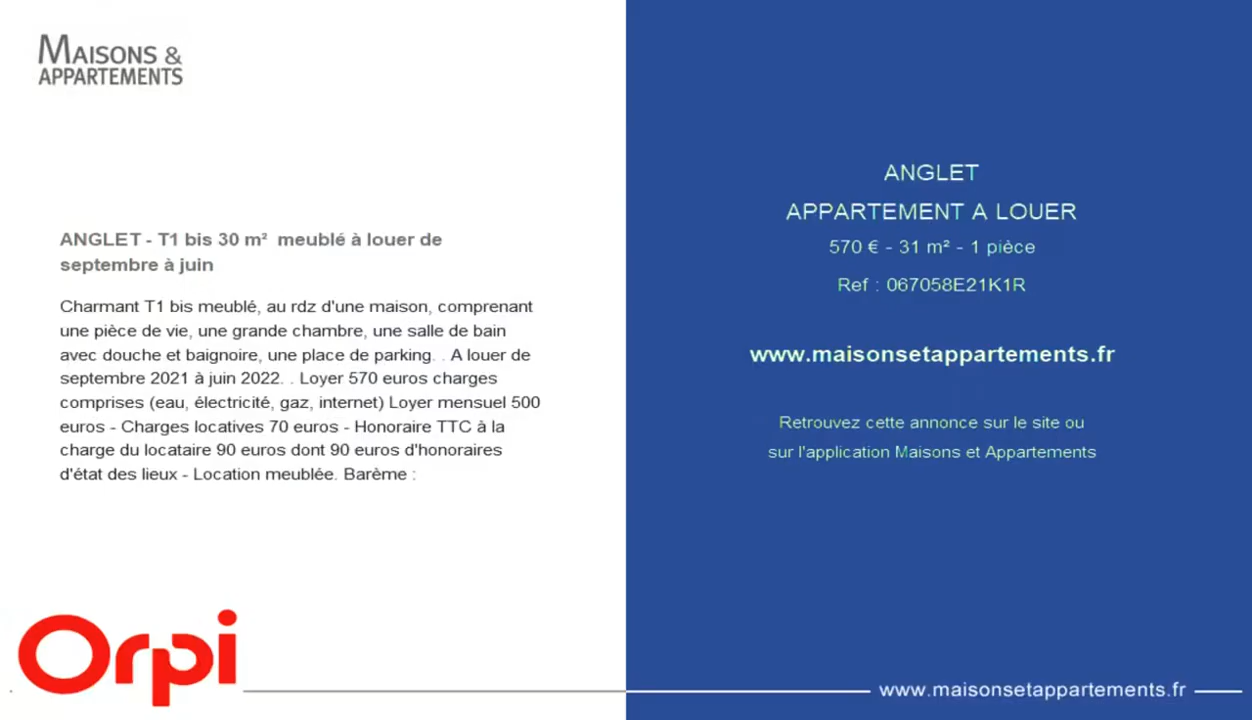 MAISONS &
APPARTEMENTS
ANGLET - T1 bis 30 m² meublé à louer de
septembre à juin
Charmant T1 bis meublé, au rdz d'une maison, comprenant
une pièce de vie, une grande chambre, une salle de bain
avec douche et baignoire, une place de parking. . A louer de
septembre 2021 à juin 2022. . Loyer 570 euros charges
comprises (eau, électricité, gaz, internet) Loyer mensuel 500
euros - Charges locatives 70 euros - Honoraire TTC à la
charge du locataire 90 euros dont 90 euros d'honoraires
d'état des lieux - Location meublée. Barème :
Orpi
ANGLET
APPARTEMENT A LOUER
570 € - 31 m² - 1 pièce
Ref : 067058E21K1R
www.maisonsetappartements.fr
Retrouvez cette annonce sur le site ou
sur l'application Maisons et Appartements
www.maisonsetappartements.fr